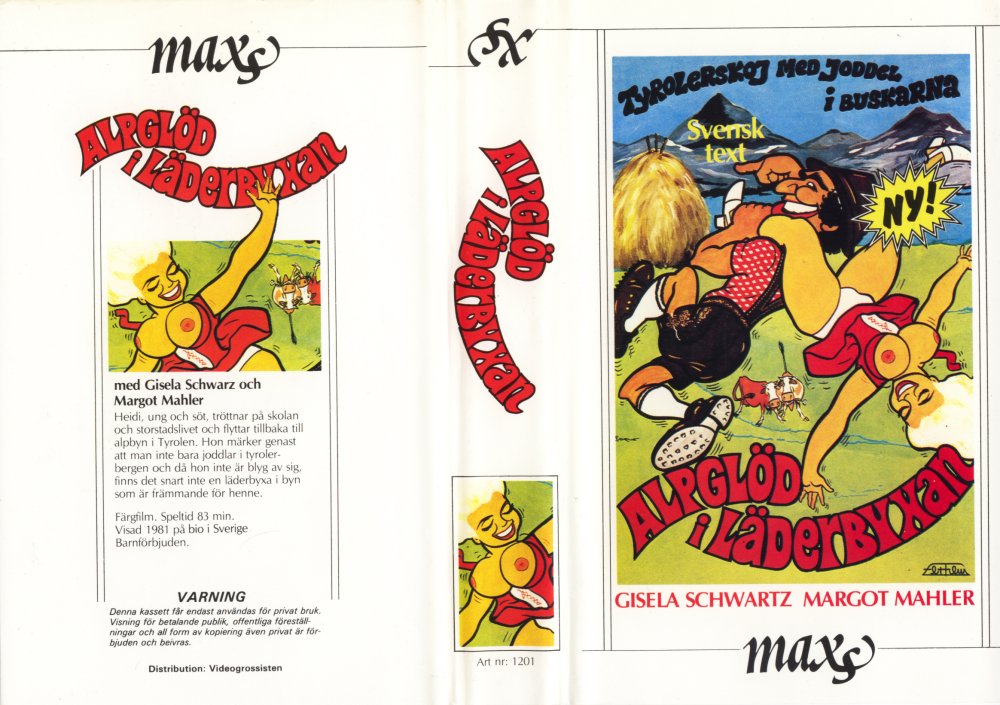 maxs
ALPGLÖD
i LÄDERBYXAN
med Gisela Schwarz och
Margot Mahler
Heidi, ung och söt, tröttnar på skolan
och storstadslivet och flyttar tillbaka till
alpbyn i Tyrolen. Hon märker genast
att man inte bara joddlar i tyroler-
bergen och då hon inte är blyg av sig,
finns det snart inte en läderbyxa i byn
som är främmande för henne.
Färgfilm. Speltid 83 min.
Visad 1981 på bio i Sverige
Barnförbjuden.
VARNING
Denna kassett får endast användas för privat bruk.
Visning för betalande publik, offentliga föreställ-
ningar och all form av kopiering även privat är för-
bjuden och beivras.
Distribution: Videogrossisten
ALPGLÖD
i LÄDERBYXAN
Art nr: 1201
TYROLERSKOJ MED JODDEL
i BUSKARNA
Svensk
text
NY!
ALPGLÖD
i LÄDERBYXAN
GISELA SCHWARTZ MARGOT MAHLER
maxs